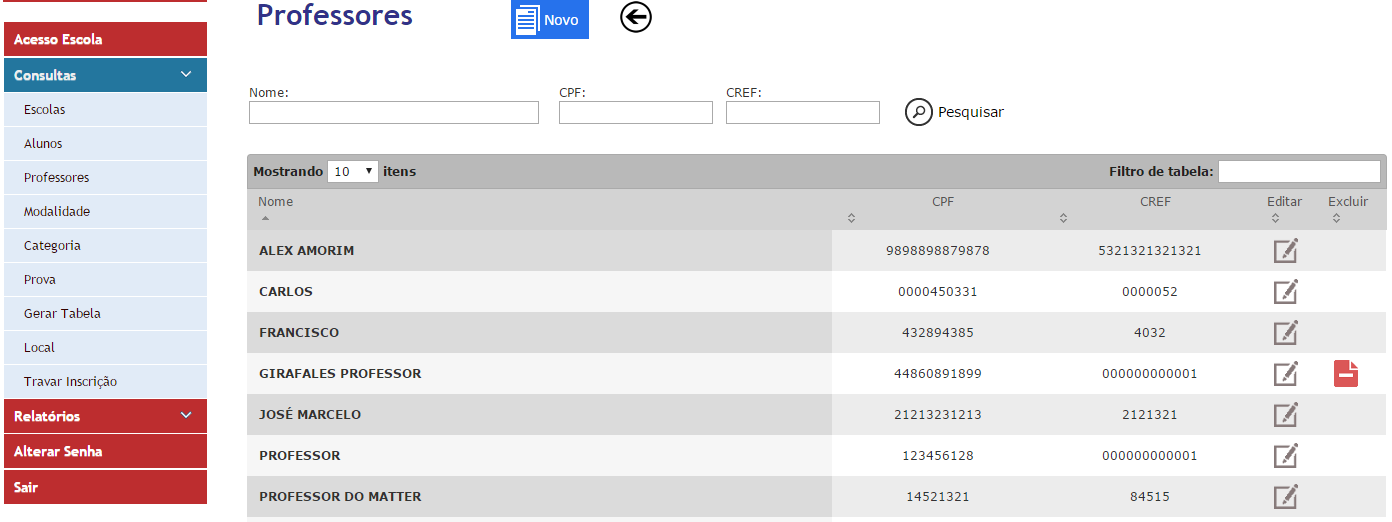 Professores
Novo
Acesso Escola
Consultas
Escolas
Alunos
Professores
Modalidade
Categoria
Prova
Gerar Tabela
Local
Travar Inscrição
Relatórios
Alterar Senha
Sair
Nome: CPF: CREF:
Pesquisar
Mostrando 10 itens Filtro de tabela:
Nome CPF CREF Editar Excluir
ALEX AMORIM 9898898879878 5321321321321
CARLOS 0000450331 0000052
FRANCISCO 432894385 4032
GIRAFALES PROFESSOR 44860891899 000000000001
JOSÉ MARCELO 21213231213 2121321
PROFESSOR 123456128 000000000001
PROFESSOR DO MATTER 14521321 84515